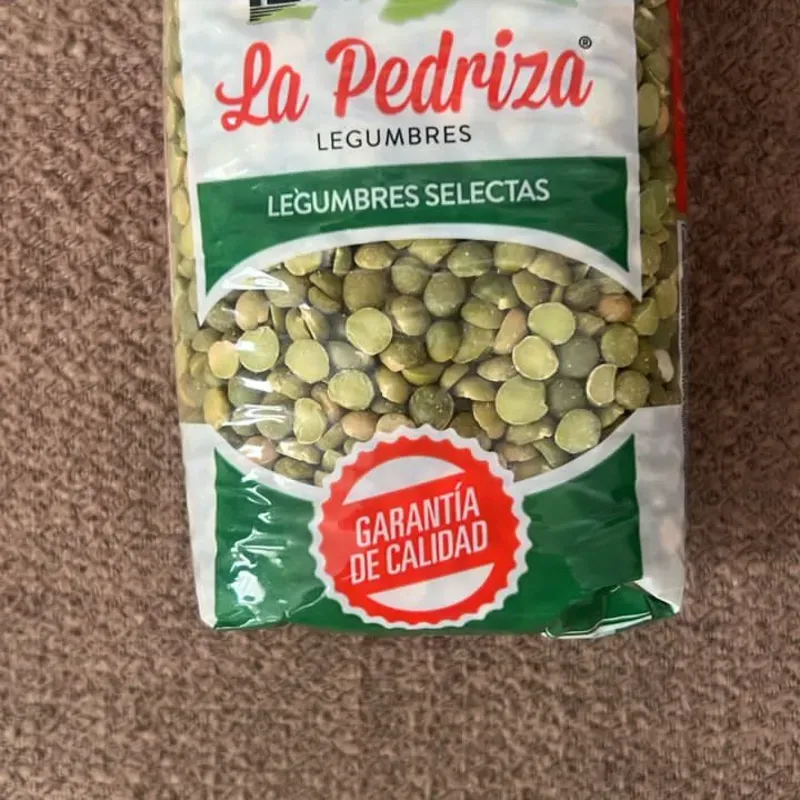 La Pedriza®
LEGUMBRES
LEGUMBRES SELECTAS
GARANTÍA
DE CALIDAD